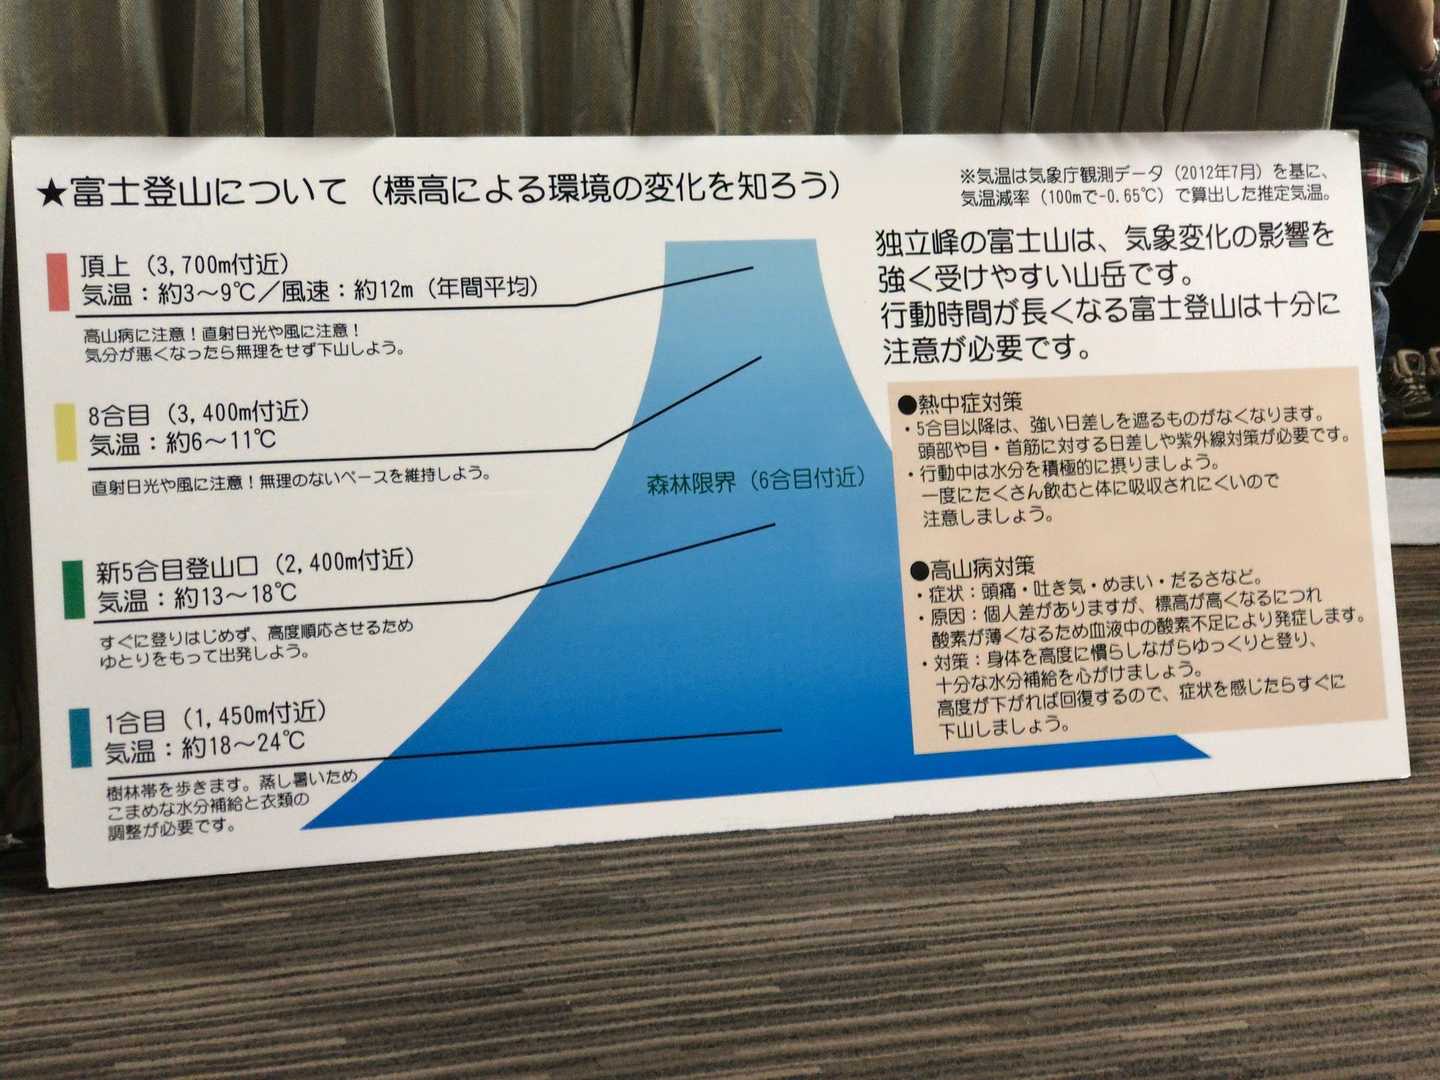 ★富士登山について（標高による環境の変化を知ろう）
※気温は気象庁観測データ（2012年7月）を基に、
気温減率（100mで-0.65℃）で算出した推定気温。
頂上（3,700m付近）
気温：約3～9℃／風速：約12m（年間平均）
高山病に注意！直射日光や風に注意！
気分が悪くなったら無理をせず下山しよう。
8合目（3,400m付近）
気温：約6～11℃
直射日光や風に注意！無理のないペースを維持しよう。
新5合目登山口（2,400m付近）
気温：約13～18℃
すぐに登りはじめず、高度順応させるため
ゆとりをもって出発しよう。
1合目（1,450m付近）
気温：約18～24℃
樹林帯を歩きます。蒸し暑いため
こまめな水分補給と衣類の
調整が必要です。
森林限界（6合目付近）
独立峰の富士山は、気象変化の影響を
強く受けやすい山岳です。
行動時間が長くなる富士登山は十分に
注意が必要です。
●熱中症対策
・5合目以降は、強い日差しを遮るものがなくなります。
頭部や目・首筋に対する日差しや紫外線対策が必要です。
・行動中は水分を積極的に摂りましょう。
一度にたくさん飲むと体に吸収されにくいので
注意しましょう。
●高山病対策
・症状：頭痛・吐き気・めまい・だるさなど。
・原因：個人差がありますが、標高が高くなるにつれ
酸素が薄くなるため血液中の酸素不足により発症します。
・対策：身体を高度に慣らしながらゆっくりと登り、
十分な水分補給を心がけましょう。
高度が下がれば回復するので、症状を感じたらすぐに
下山しましょう。